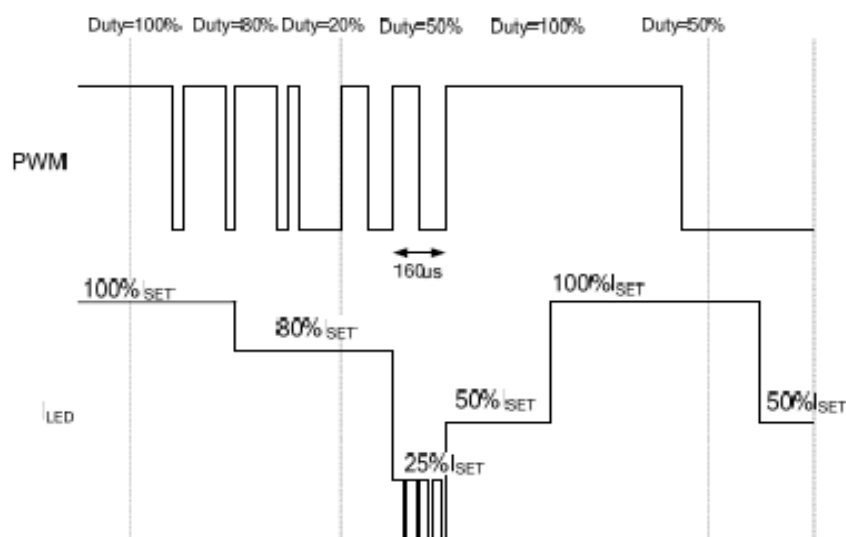 Duty=100% Duty=80% Duty=20% Duty=50% Duty=100% Duty=50%
PWMI
160us
100% ISET 100%ISET
80% ISET
50% ISET 50%ISET
ILED
25%ISET